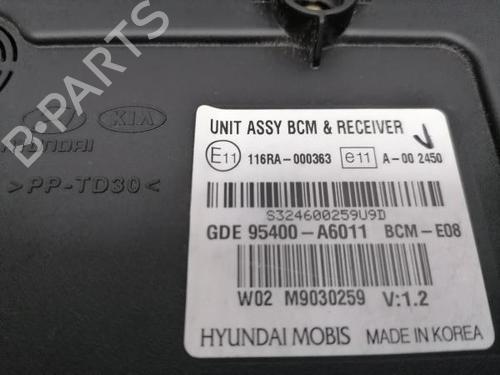 B-PARTS
HYUNDAI
KIA
>PP-TD30<
UNIT ASSY BCM & RECEIVER
E11 116RA-000363 e11 A-00 2450
S324600259U9D
GDE 95400-A6011 BCM-E08
W02 M9030259 V:1.2
HYUNDAI MOBIS MADE IN KOREA